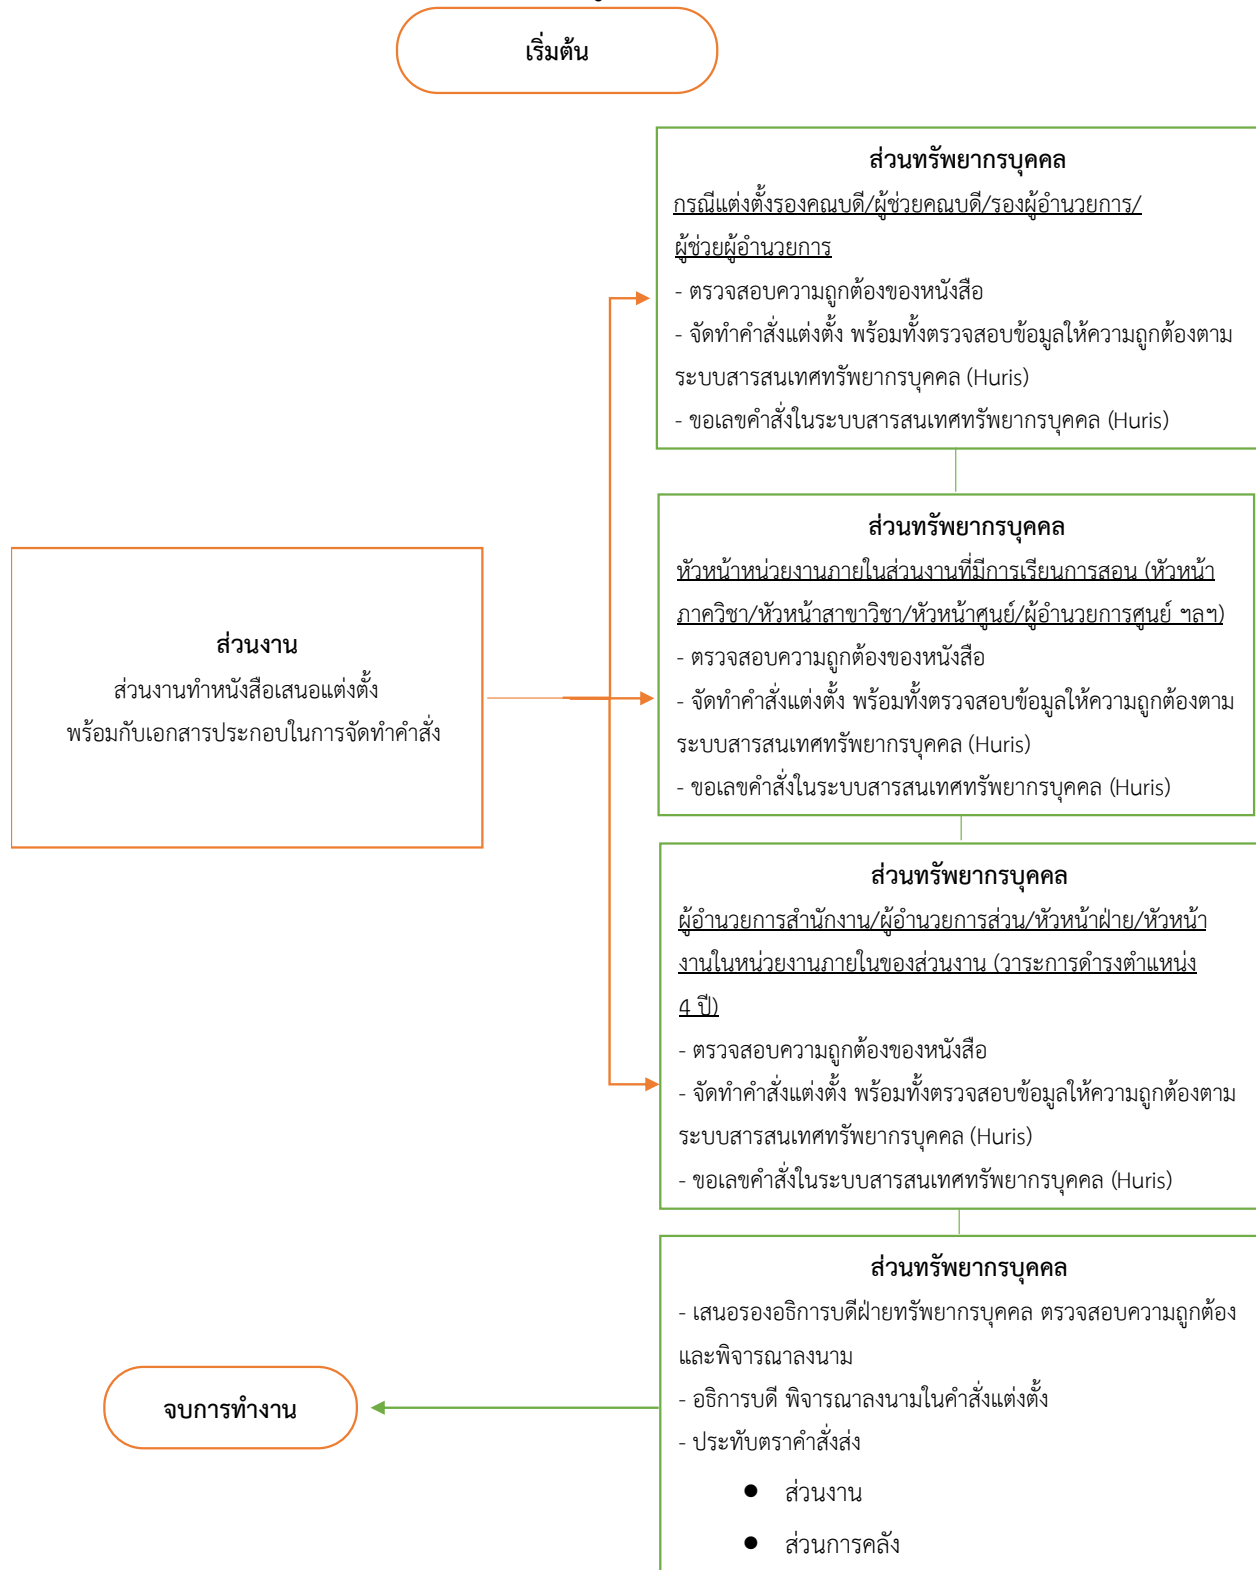 เริ่มต้น
ส่วนทรัพยากรบุคคล
กรณีแต่งตั้งรองคณบดี/ผู้ช่วยคณบดี/รองผู้อำนวยการ/
ผู้ช่วยผู้อำนวยการ
- ตรวจสอบความถูกต้องของหนังสือ
- จัดทำคำสั่งแต่งตั้ง พร้อมทั้งตรวจสอบข้อมูลให้ความถูกต้องตาม
ระบบสารสนเทศทรัพยากรบุคคล (Huris)
- ขอเลขคำสั่งในระบบสารสนเทศทรัพยากรบุคคล (Huris)
ส่วนงาน
ส่วนงานทำหนังสือเสนอแต่งตั้ง
พร้อมกับเอกสารประกอบในการจัดทำคำสั่ง
ส่วนทรัพยากรบุคคล
หัวหน้าหน่วยงานภายในส่วนงานที่มีการเรียนการสอน (หัวหน้า
ภาควิชา/หัวหน้าสาขาวิชา/หัวหน้าศูนย์/ผู้อำนวยการศูนย์ ฯลฯ)
- ตรวจสอบความถูกต้องของหนังสือ
- จัดทำคำสั่งแต่งตั้ง พร้อมทั้งตรวจสอบข้อมูลให้ความถูกต้องตาม
ระบบสารสนเทศทรัพยากรบุคคล (Huris)
- ขอเลขคำสั่งในระบบสารสนเทศทรัพยากรบุคคล (Huris)
ส่วนทรัพยากรบุคคล
ผู้อำนวยการสำนักงาน/ผู้อำนวยการส่วน/หัวหน้าฝ่าย/หัวหน้า
งานในหน่วยงานภายในของส่วนงาน (วาระการดำรงตำแหน่ง
4 ปี)
- ตรวจสอบความถูกต้องของหนังสือ
- จัดทำคำสั่งแต่งตั้ง พร้อมทั้งตรวจสอบข้อมูลให้ความถูกต้องตาม
ระบบสารสนเทศทรัพยากรบุคคล (Huris)
- ขอเลขคำสั่งในระบบสารสนเทศทรัพยากรบุคคล (Huris)
ส่วนทรัพยากรบุคคล
- เสนอรองอธิการบดีฝ่ายทรัพยากรบุคคล ตรวจสอบความถูกต้อง
และพิจารณาลงนาม
- อธิการบดี พิจารณาลงนามในคำสั่งแต่งตั้ง
- ประทับตราคำสั่งส่ง
● ส่วนงาน
● ส่วนการคลัง
จบการทำงาน